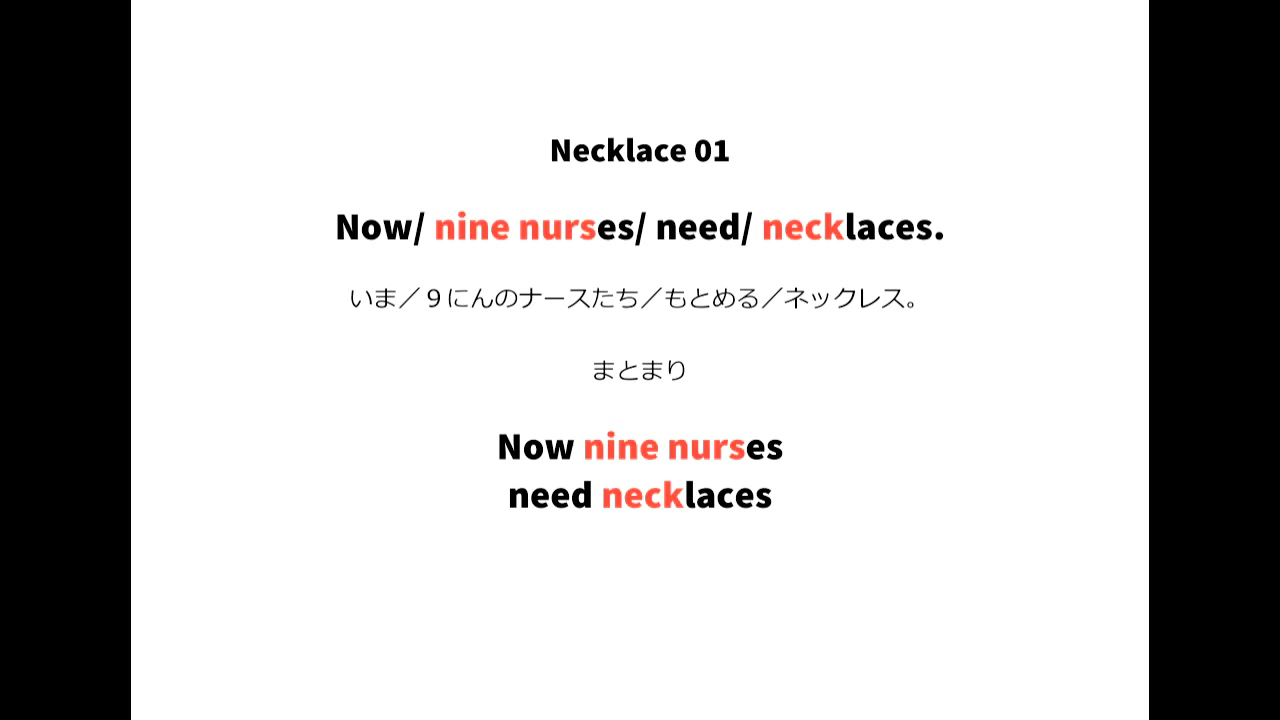 Necklace 01
Now/ nine nurses/ need/ necklaces.
いま／９にんのナースたち／もとめる／ネックレス。
まとまり
Now nine nurses
need necklaces